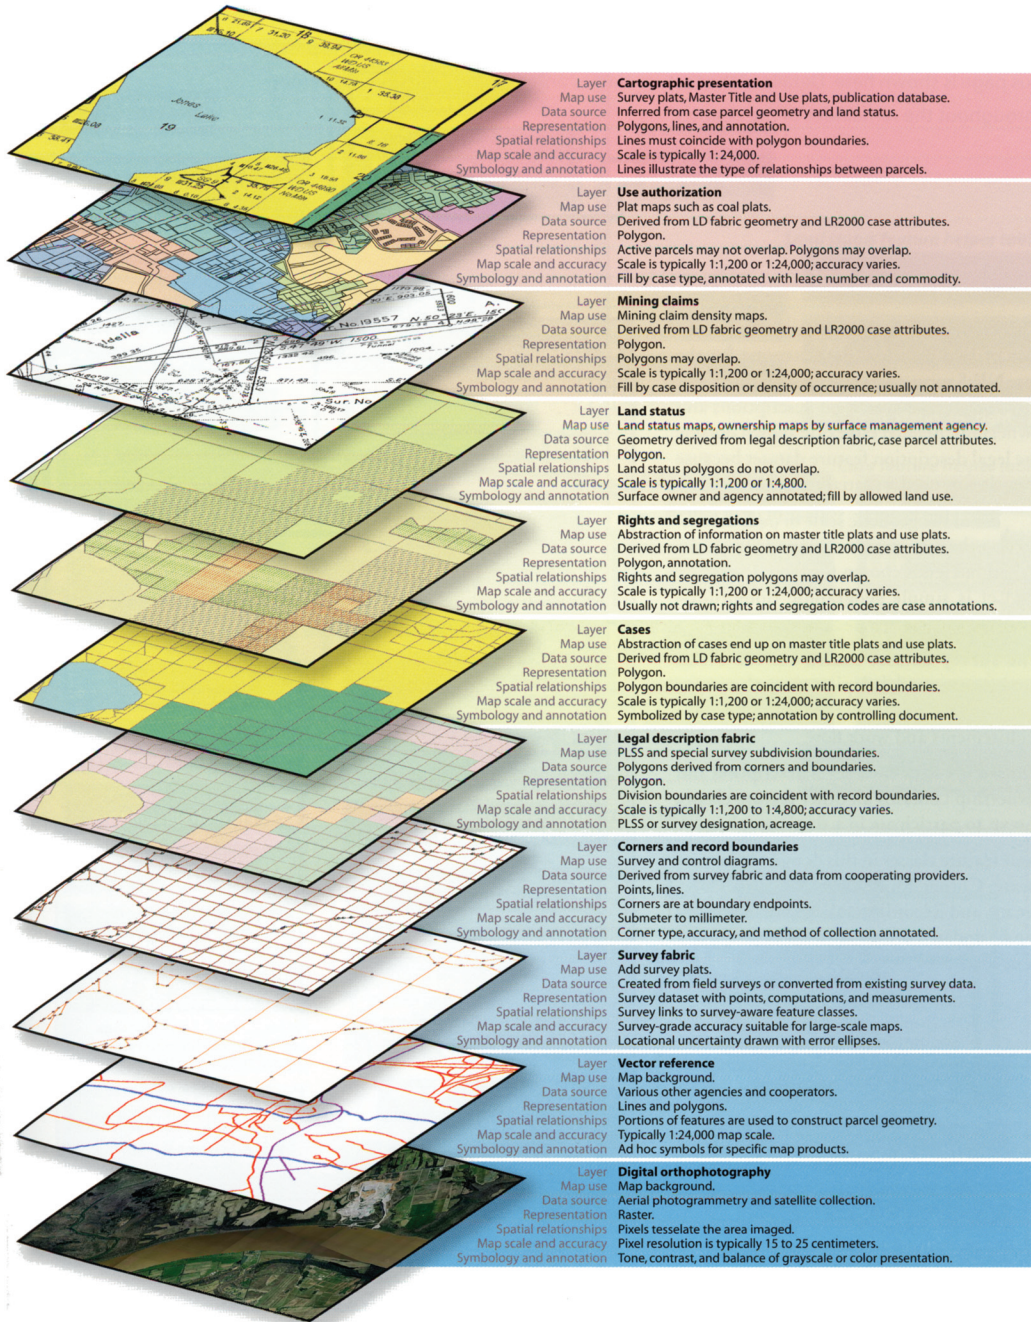 Jones
Lake
19
18
17
20
Idella
Sur. No. 19557
Sur. No.
Layer Cartographic presentation
Map use Survey plats, Master Title and Use plats, publication database.
Data source Inferred from case parcel geometry and land status.
Representation Polygons, lines, and annotation.
Spatial relationships Lines must coincide with polygon boundaries.
Map scale and accuracy Scale is typically 1: 24,000.
Symbology and annotation Lines illustrate the type of relationships between parcels.
Layer Use authorization
Map use Plat maps such as coal plats.
Data source Derived from LD fabric geometry and LR2000 case attributes.
Representation Polygon.
Spatial relationships Active parcels may not overlap. Polygons may overlap.
Map scale and accuracy Scale is typically 1:1,200 or 1:24,000; accuracy varies.
Symbology and annotation Fill by case type, annotated with lease number and commodity.
Layer Mining claims
Map use Mining claim density maps.
Data source Derived from LD fabric geometry and LR2000 case attributes.
Representation Polygon.
Spatial relationships Polygons may overlap.
Map scale and accuracy Scale is typically 1:1,200 or 1:24,000; accuracy varies.
Symbology and annotation Fill by case disposition or density of occurrence; usually not annotated.
Layer Land status
Map use Land status maps, ownership maps by surface management agency.
Data source Geometry derived from legal description fabric, case parcel attributes.
Representation Polygon.
Spatial relationships Land status polygons do not overlap.
Map scale and accuracy Scale is typically 1:1,200 or 1:4,800.
Symbology and annotation Surface owner and agency annotated; fill by allowed land use.
Layer Rights and segregations
Map use Abstraction of information on master title plats and use plats.
Data source Derived from LD fabric geometry and LR2000 case attributes.
Representation Polygon, annotation.
Spatial relationships Rights and segregation polygons may overlap.
Map scale and accuracy Scale is typically 1:1,200 or 1:24,000; accuracy varies.
Symbology and annotation Usually not drawn; rights and segregation codes are case annotations.
Layer Cases
Map use Abstraction of cases end up on master title plats and use plats.
Data source Derived from LD fabric geometry and LR2000 case attributes.
Representation Polygon.
Spatial relationships Polygon boundaries are coincident with record boundaries.
Map scale and accuracy Scale is typically 1:1,200 or 1:24,000; accuracy varies.
Symbology and annotation Symbolized by case type; annotation by controlling document.
Layer Legal description fabric
Map use PLSS and special survey subdivision boundaries.
Data source Polygons derived from corners and boundaries.
Representation Polygon.
Spatial relationships Division boundaries are coincident with record boundaries.
Map scale and accuracy Scale is typically 1:1,200 to 1:4,800; accuracy varies.
Symbology and annotation PLSS or survey designation, acreage.
Layer Corners and record boundaries
Map use Survey and control diagrams.
Data source Derived from survey fabric and data from cooperating providers.
Representation Points, lines.
Spatial relationships Corners are at boundary endpoints.
Map scale and accuracy Submeter to millimeter.
Symbology and annotation Corner type, accuracy, and method of collection annotated.
Layer Survey fabric
Map use Add survey plats.
Data source Created from field surveys or converted from existing survey data.
Representation Survey dataset with points, computations, and measurements.
Spatial relationships Survey links to survey-aware feature classes.
Map scale and accuracy Survey-grade accuracy suitable for large-scale maps.
Symbology and annotation Locational uncertainty drawn with error ellipses.
Layer Vector reference
Map use Map background.
Data source Various other agencies and cooperators.
Representation Lines and polygons.
Spatial relationships Portions of features are used to construct parcel geometry.
Map scale and accuracy Typically 1:24,000 map scale.
Symbology and annotation Ad hoc symbols for specific map products.
Layer Digital orthophotography
Map use Map background.
Data source Aerial photogrammetry and satellite collection.
Representation Raster.
Spatial relationships Pixels tesselate the area imaged.
Map scale and accuracy Pixel resolution is typically 15 to 25 centimeters.
Symbology and annotation Tone, contrast, and balance of grayscale or color presentation.